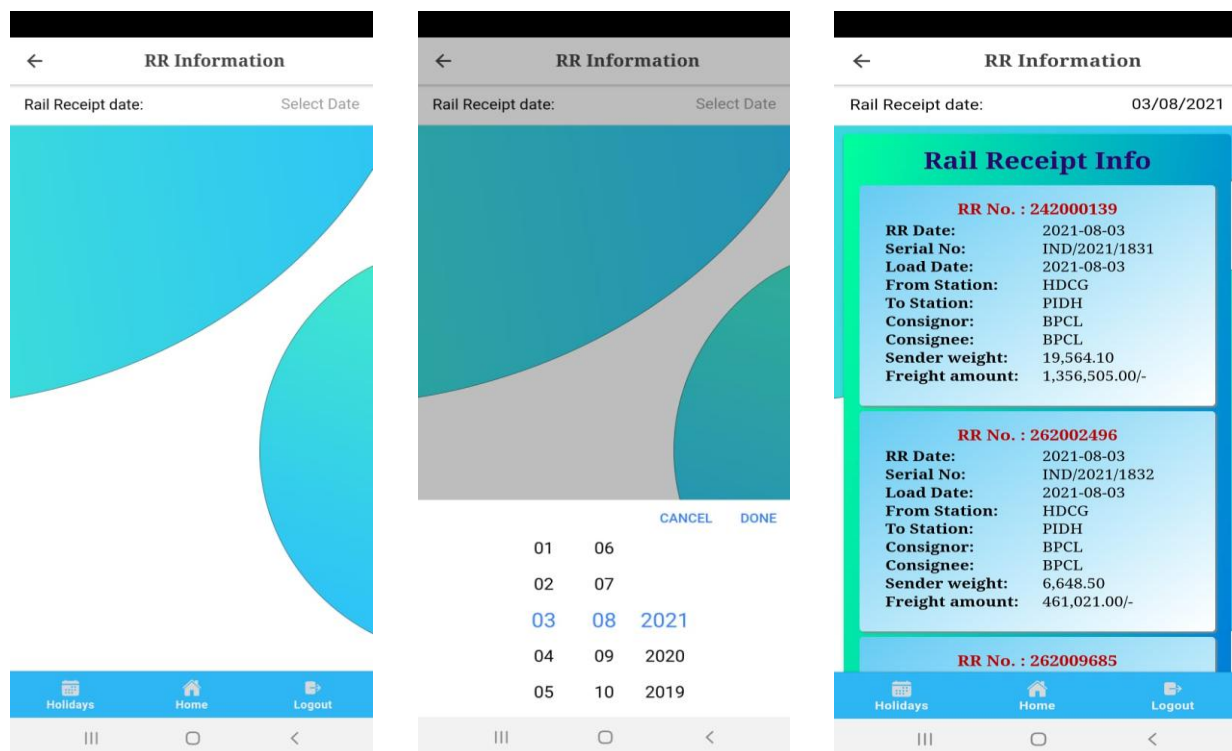 RR Information
Rail Receipt date: Select Date
Holidays Home Logout
RR Information
Rail Receipt date: Select Date
CANCEL DONE
01 06
02 07
03 08 2021
04 09 2020
05 10 2019
RR Information
Rail Receipt date: 03/08/2021
Rail Receipt Info
RR No. : 242000139
RR Date: 2021-08-03
Serial No: IND/2021/1831
Load Date: 2021-08-03
From Station: HDCG
To Station: PIDH
Consignor: BPCL
Consignee: BPCL
Sender weight: 19,564.10
Freight amount: 1,356,505.00/-
RR No. : 262002496
RR Date: 2021-08-03
Serial No: IND/2021/1832
Load Date: 2021-08-03
From Station: HDCG
To Station: PIDH
Consignor: BPCL
Consignee: BPCL
Sender weight: 6,648.50
Freight amount: 461,021.00/-
RR No. : 262009685
Holidays Home Logout